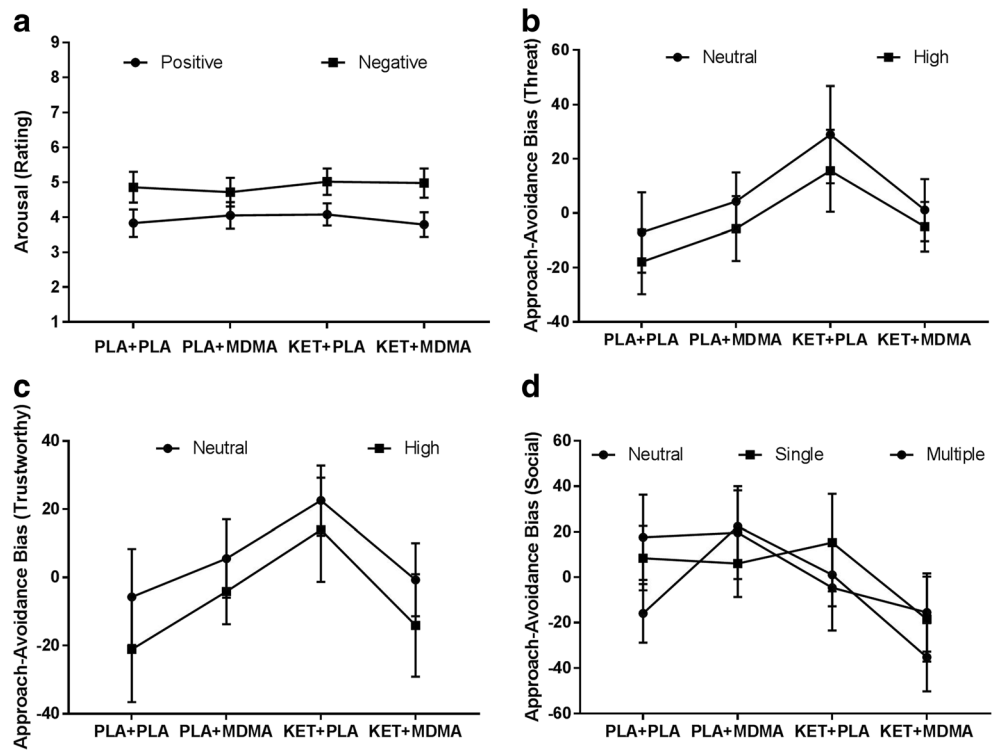 a
Arousal (Rating)
9
8
7
6
5
4
3
2
1
Positive Negative
PLA+PLA PLA+MDMA KET+PLA KET+MDMA
b
Approach-Avoidance Bias (Threat)
60
40
20
0
-20
-40
Neutral High
PLA+PLA PLA+MDMA KET+PLA KET+MDMA
c
Approach-Avoidance Bias (Trustworthy)
40
20
0
-20
-40
Neutral High
PLA+PLA PLA+MDMA KET+PLA KET+MDMA
d
Approach-Avoidance Bias (Social)
60
40
20
0
-20
-40
-60
Neutral Single Multiple
PLA+PLA PLA+MDMA KET+PLA KET+MDMA